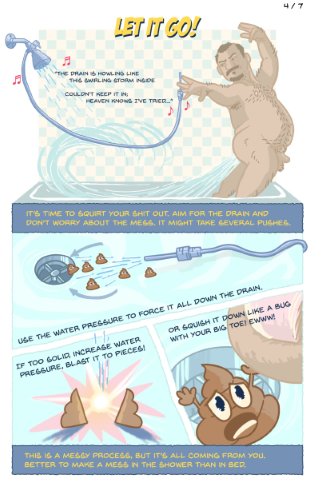 4 / 7
LET IT GO!
"THE DRAIN IS HOWLING LIKE
THIS SWIRLING STORM INSIDE
COULDN'T KEEP IT IN;
HEAVEN KNOWS I'VE TRIED..."
IT'S TIME TO SQUIRT YOUR SHIT OUT. AIM FOR THE DRAIN AND
DON'T WORRY ABOUT THE MESS. IT MIGHT TAKE SEVERAL PUSHES.
USE THE WATER PRESSURE TO FORCE IT ALL DOWN THE DRAIN.
IF TOO SOLID, INCREASE WATER
PRESSURE, BLAST IT TO PIECES!
OR SQUISH IT DOWN LIKE A BUG
WITH YOUR BIG TOE! EWWW!
THIS IS A MESSY PROCESS, BUT IT'S ALL COMING FROM YOU.
BETTER TO MAKE A MESS IN THE SHOWER THAN IN BED.